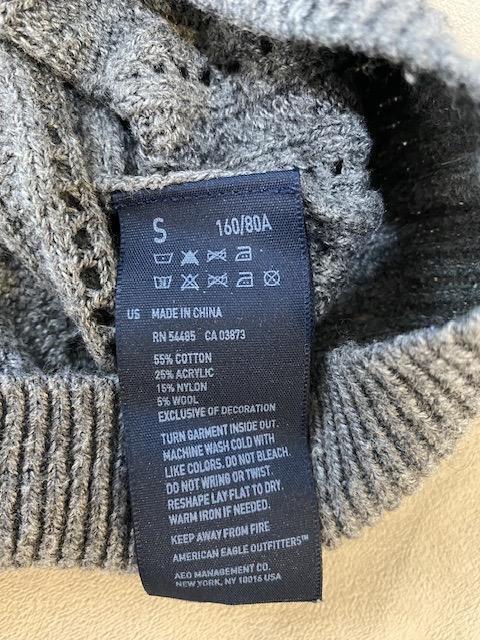 S 160/80A
US MADE IN CHINA
RN 54485 CA 03873
55% COTTON
25% ACRYLIC
15% NYLON
5% WOOL
EXCLUSIVE OF DECORATION
TURN GARMENT INSIDE OUT.
MACHINE WASH COLD WITH
LIKE COLORS. DO NOT BLEACH.
DO NOT WRING OR TWIST.
RESHAPE LAY FLAT TO DRY.
WARM IRON IF NEEDED.
KEEP AWAY FROM FIRE
AMERICAN EAGLE OUTFITTERS™
AEO MANAGEMENT CO.
NEW YORK, NY 10016 USA